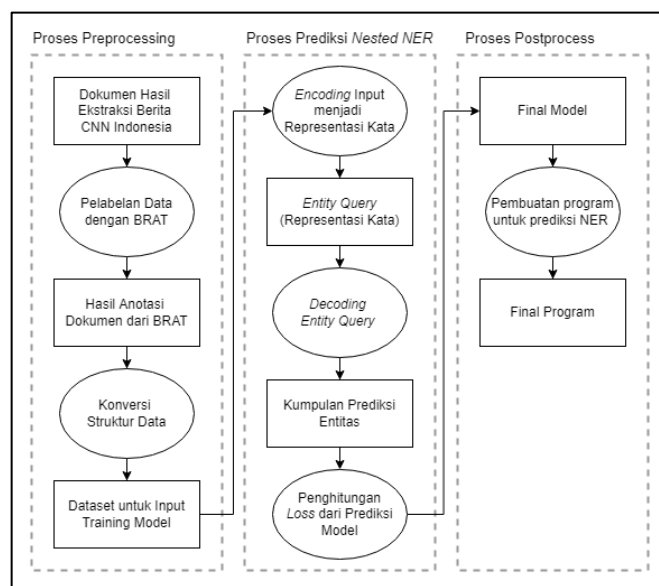 Proses Preprocessing
Dokumen Hasil
Ekstraksi Berita
CNN Indonesia
Pelabelan Data
dengan BRAT
Hasil Anotasi
Dokumen dari BRAT
Konversi
Struktur Data
Dataset untuk Input
Training Model
Proses Prediksi Nested NER
Encoding Input
menjadi
Representasi Kata
Entity Query
(Representasi Kata)
Decoding
Entity Query
Kumpulan Prediksi
Entitas
Penghitungan
Loss dari Prediksi
Model
Proses Postprocess
Final Model
Pembuatan program
untuk prediksi NER
Final Program